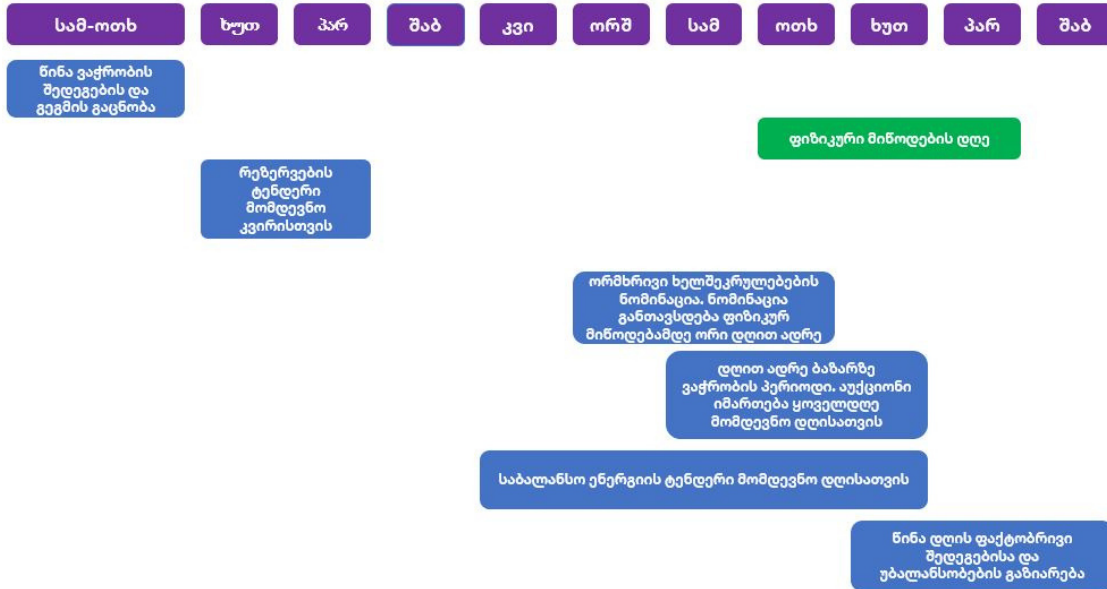 სამ-ოთხ ხუთ პარ შაბ კვი ორშ სამ ოთხ ხუთ პარ შაბ
წინა ვაჭრობის
შედეგების და
გეგმის გაცნობა
ფიზიკური მიწოდების დღე
რეზერვების
ტენდერი
მომდევნო
კვირისთვის
ორმხრივი ხელშეკრულებების
ნომინაცია. ნომინაცია
განთავსდება ფიზიკურ
მიწოდებამდე ორი დღით ადრე
დღით ადრე ბაზარზე
ვაჭრობის პერიოდი. აუქციონი
იმართება ყოველდღე
მომდევნო დღისათვის
საბალანსო ენერგიის ტენდერი მომდევნო დღისათვის
წინა დღის ფაქტობრივი
შედეგებისა და
უბალანსობების გაზიარება